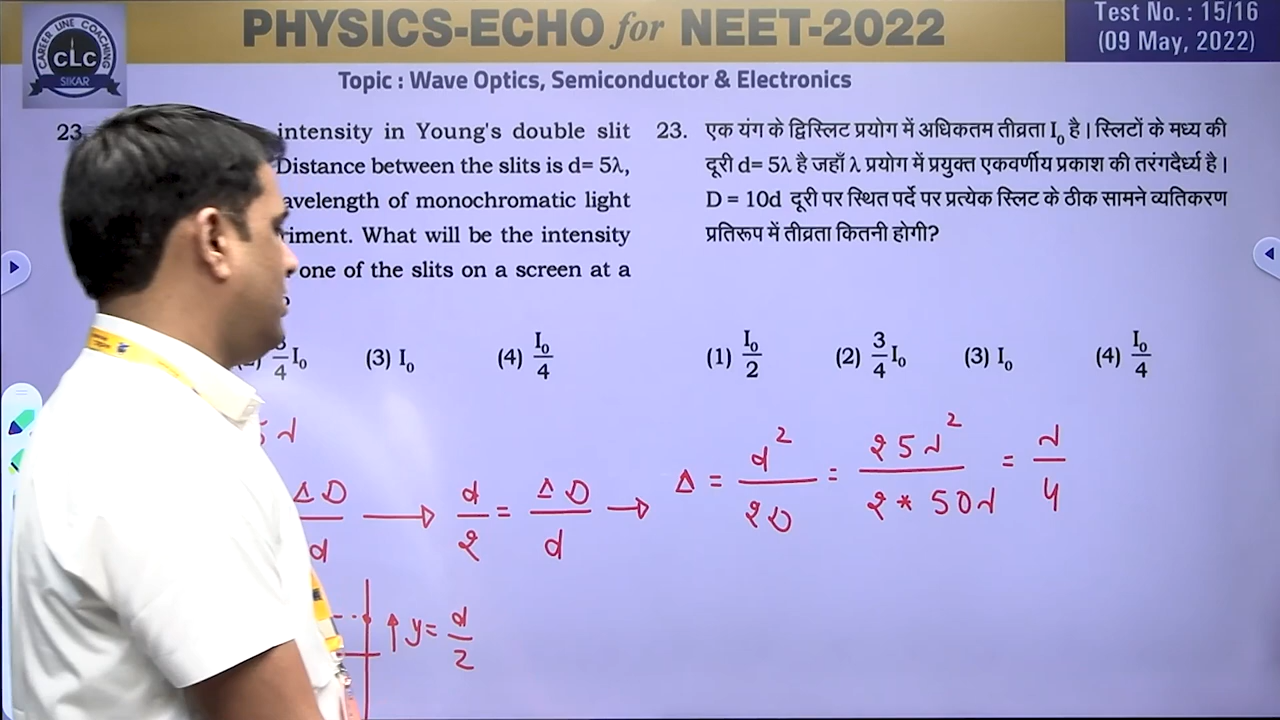 PHYSICS-ECHO for NEET-2022
Test No. : 15/16
(09 May, 2022)
CAREER LINE COACHING
CLC
SIKAR
Topic : Wave Optics, Semiconductor & Electronics
23. intensity in Young's double slit
Distance between the slits is d= 5λ,
avelength of monochromatic light
riment. What will be the intensity
one of the slits on a screen at a
I₀ (3) I₀ (4) I₀/4
23. एक यंग के द्विस्लिट प्रयोग में अधिकतम तीव्रता I₀ है। स्लिटों के मध्य की
दूरी d= 5λ है जहाँ λ प्रयोग में प्रयुक्त एकवर्णीय प्रकाश की तरंगदैर्ध्य है।
D = 10d दूरी पर स्थित पर्दे पर प्रत्येक स्लिट के ठीक सामने व्यतिकरण
प्रतिरूप में तीव्रता कितनी होगी?
(1) I₀/2 (2) 3/4 I₀ (3) I₀ (4) I₀/4
5λ
ΔD/d → d/2 = ΔD/d → Δ = d²/2D = 25λ²/2*50λ = λ/4
↑ y = d/2